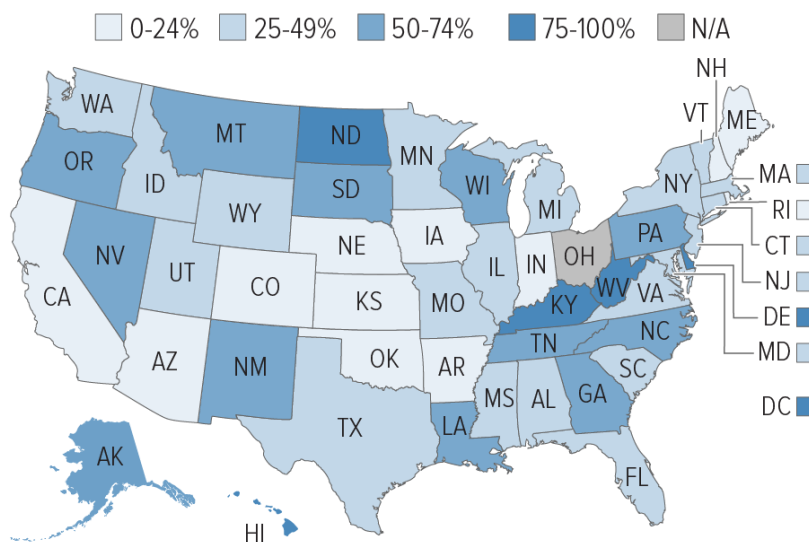 0-24% 25-49% 50-74% 75-100% N/A
NH
WA VT ME
MT ND
OR MN MA
ID SD WI NY
WY MI RI
IA PA CT
NE
NV IL IN OH NJ
UT CO WV VA
CA KS MO KY DE
NC
TN MD
AZ OK AR
NM SC
MS AL GA DC
TX LA
AK FL
HI